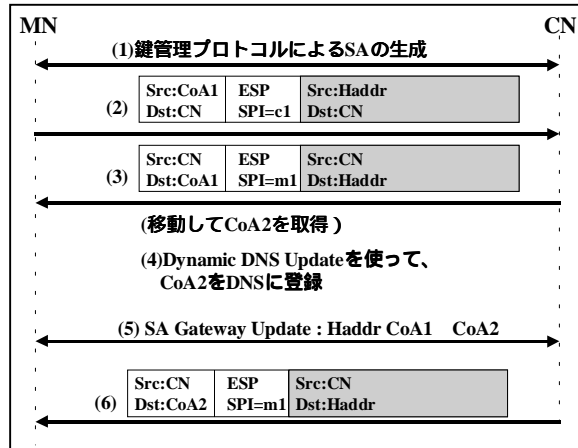 MN CN
(1)鍵管理プロトコルによるSAの生成
Src:CoA1 ESP Src:Haddr
(2) Dst:CN SPI=c1 Dst:CN
Src:CN ESP Src:CN
(3) Dst:CoA1 SPI=m1 Dst:Haddr
(移動してCoA2を取得)
(4)Dynamic DNS Updateを使って、
CoA2をDNSに登録
(5) SA Gateway Update : Haddr CoA1 CoA2
Src:CN ESP Src:CN
(6) Dst:CoA2 SPI=m1 Dst:Haddr